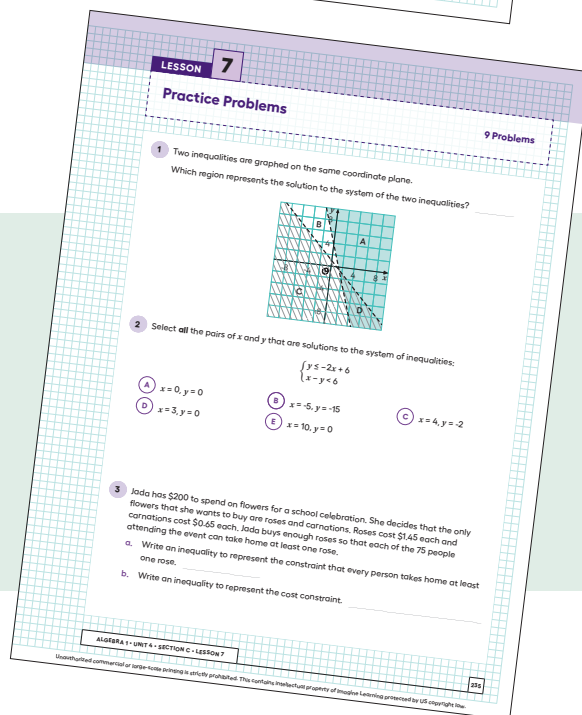 LESSON 7
Practice Problems
9 Problems
1 Two inequalities are graphed on the same coordinate plane.
Which region represents the solution to the system of the two inequalities?
y
B
A
4
-8
0
4
8
x
C
D
-8
2 Select all the pairs of x and y that are solutions to the system of inequalities:
{ y ≤ -2x + 6
x - y < 6
A x = 0, y = 0
B x = -5, y = -15
C x = 4, y = -2
D x = 3, y = 0
E x = 10, y = 0
3 Jada has $200 to spend on flowers for a school celebration. She decides that the only
flowers that she wants to buy are roses and carnations. Roses cost $1.45 each and
carnations cost $0.65 each. Jada buys enough roses so that each of the 75 people
attending the event can take home at least one rose.
a. Write an inequality to represent the constraint that every person takes home at least
one rose.
b. Write an inequality to represent the cost constraint.
ALGEBRA 1 • UNIT 4 • SECTION C • LESSON 7
235
Unauthorized commercial or large-scale printing is strictly prohibited. This contains intellectual property of Imagine Learning protected by US copyright law.